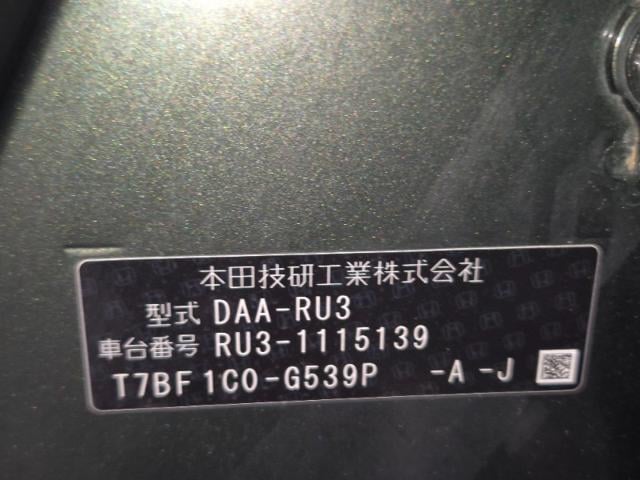 本田技研工業株式会社
型式 DAA-RU3
車台番号 RU3-1115139
T7BF1C0-G539P -A -J